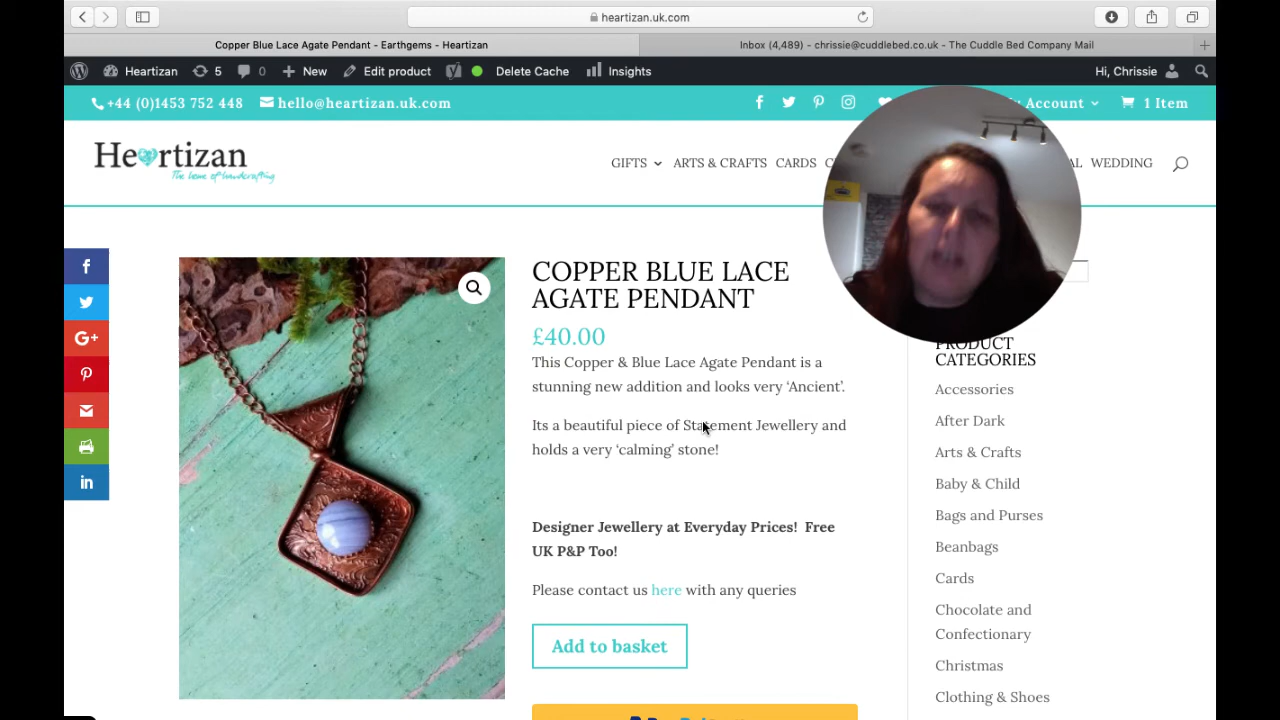 heartizan.uk.com
Copper Blue Lace Agate Pendant - Earthgems - Heartizan
Inbox (4,489) - chrissie@cuddlebed.co.uk - The Cuddle Bed Company Mail
Heartizan 5 0 New Edit product Delete Cache Insights Hi, Chrissie
+44 (0)1453 752 448 hello@heartizan.uk.com Account 1 Item
Heartizan
The home of handcrafting
GIFTS ARTS & CRAFTS CARDS WEDDING
COPPER BLUE LACE
AGATE PENDANT
£40.00
This Copper & Blue Lace Agate Pendant is a
stunning new addition and looks very ‘Ancient’.
Its a beautiful piece of Statement Jewellery and
holds a very ‘calming’ stone!
Designer Jewellery at Everyday Prices! Free
UK P&P Too!
Please contact us here with any queries
Add to basket
PRODUCT
CATEGORIES
Accessories
After Dark
Arts & Crafts
Baby & Child
Bags and Purses
Beanbags
Cards
Chocolate and
Confectionary
Christmas
Clothing & Shoes
f
G+
in